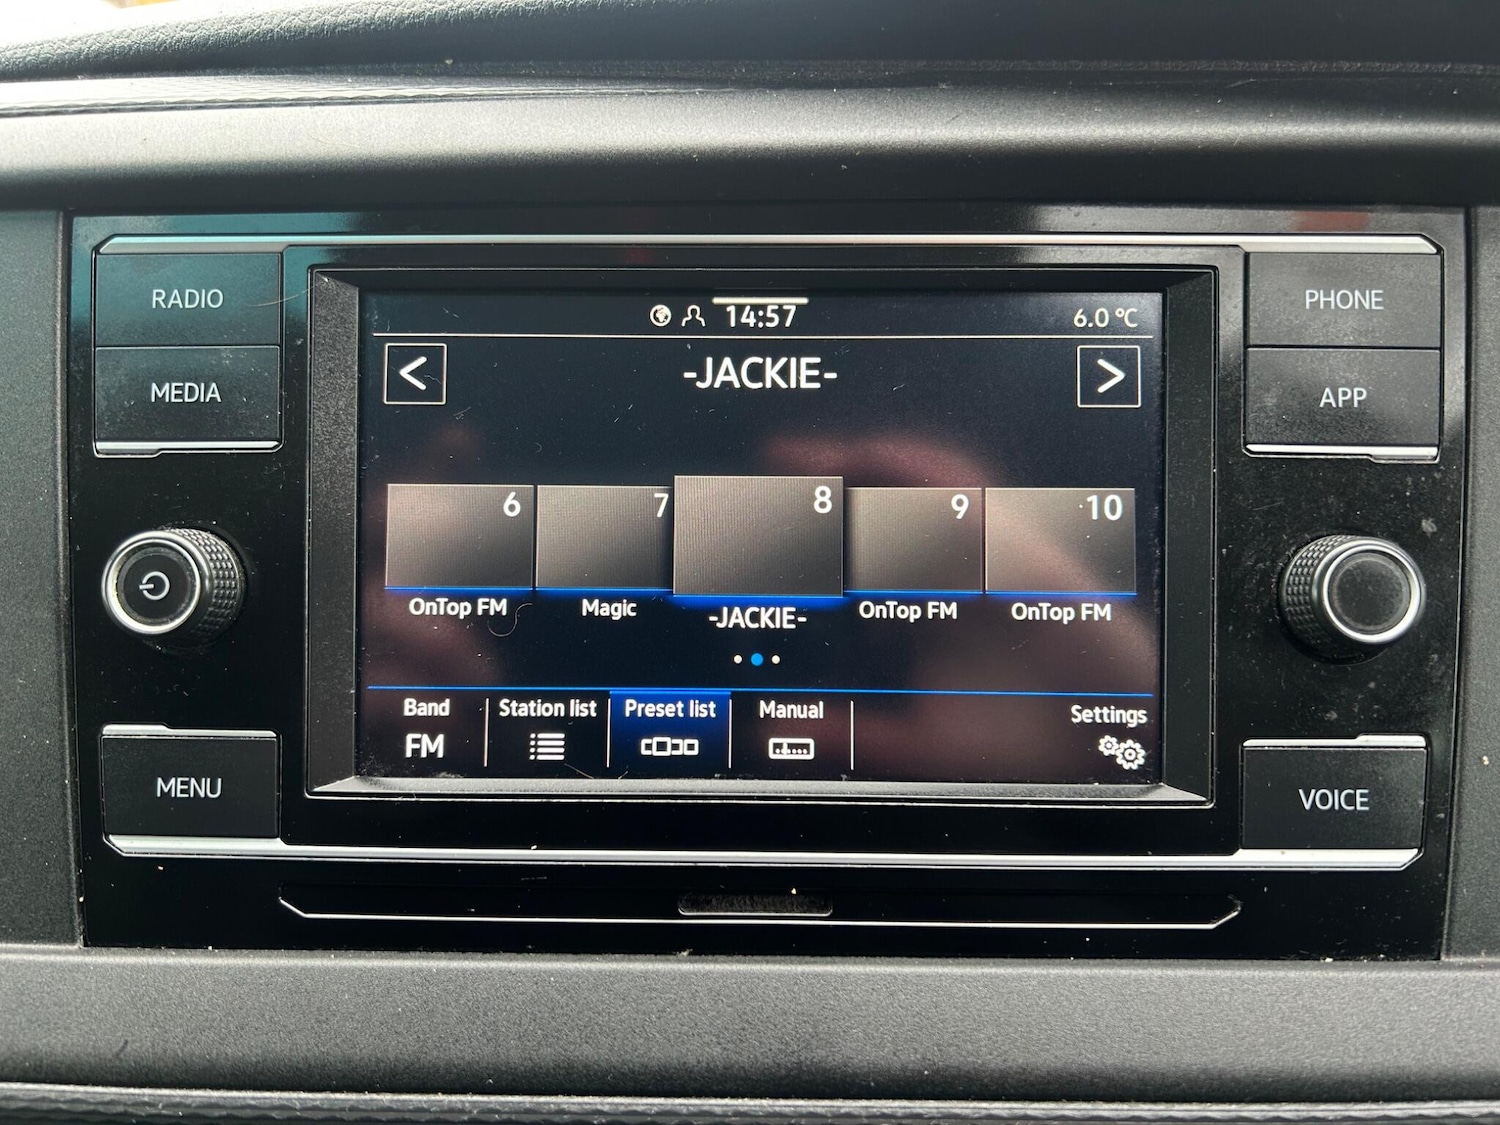 RADIO
MEDIA
MENU
14:57
6.0 °C
<
-JACKIE-
>
6
7
8
9
10
OnTop FM
Magic
-JACKIE-
OnTop FM
OnTop FM
Band
FM
Station list
Preset list
Manual
Settings
PHONE
APP
VOICE